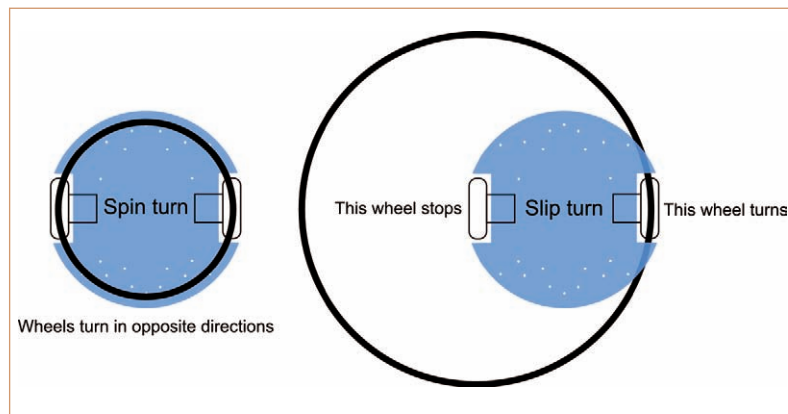 Spin turn
Wheels turn in opposite directions
This wheel stops
Slip turn
This wheel turns